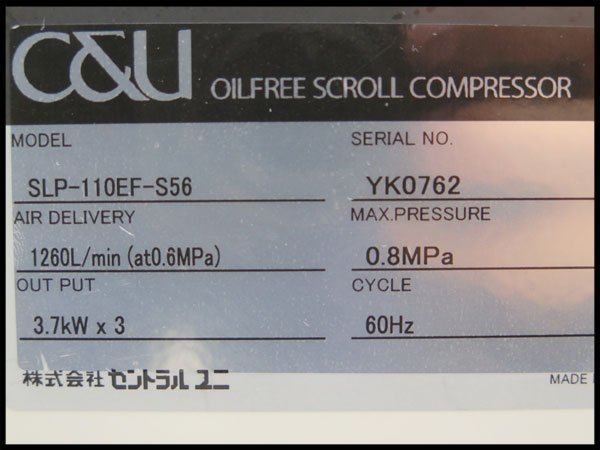 C&U OILFREE SCROLL COMPRESSOR
MODEL SERIAL NO.
SLP-110EF-S56 YK0762
AIR DELIVERY MAX.PRESSURE
1260L/min (at0.6MPa) 0.8MPa
OUT PUT CYCLE
3.7kW x 3 60Hz
株式会社 セントラルユニ MADE